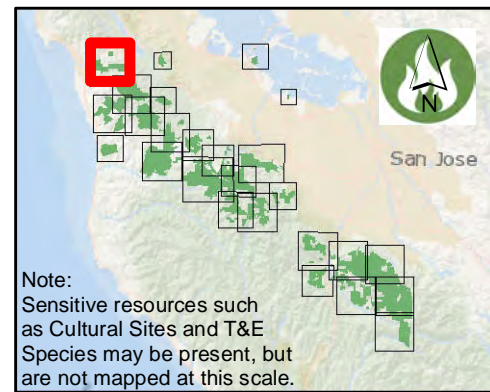 N
San Jose
Note:
Sensitive resources such
as Cultural Sites and T&E
Species may be present, but
are not mapped at this scale.